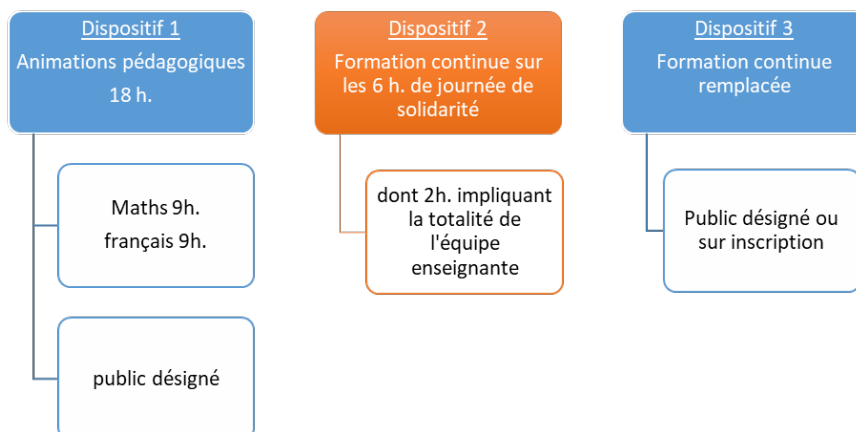 Dispositif 1
Animations pédagogiques
18 h.
Maths 9h.
français 9h.
public désigné
Dispositif 2
Formation continue sur
les 6 h. de journée de
solidarité
dont 2h. impliquant
la totalité de
l'équipe
enseignante
Dispositif 3
Formation continue
remplacée
Public désigné ou
sur inscription